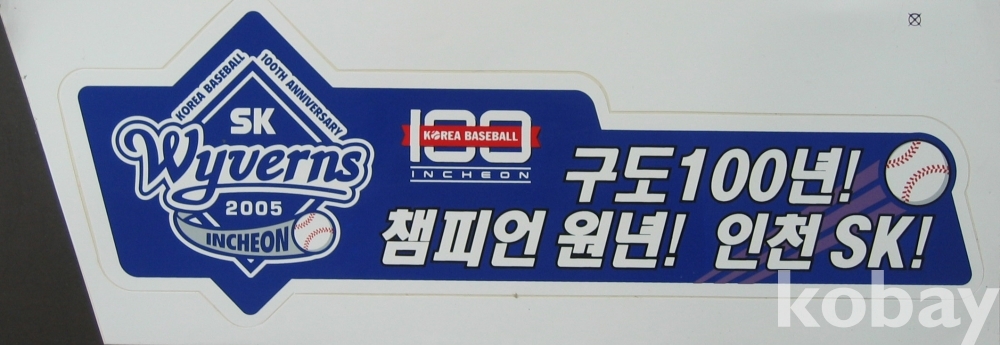 KOREA BASEBALL
100TH ANNIVERSARY
SK
Wyverns
2005
INCHEON
100
KOREA BASEBALL
INCHEON
구도100년!
챔피언 원년! 인천 SK!
kobay